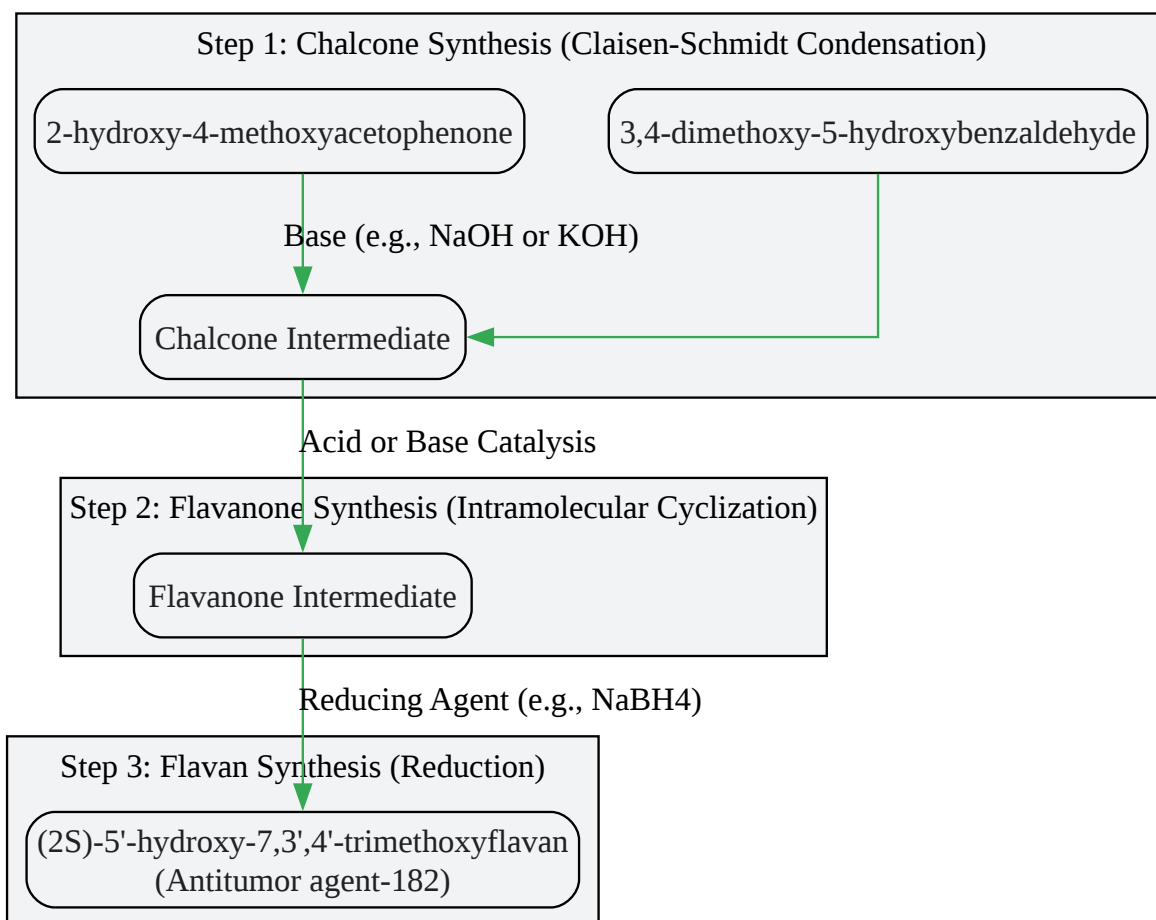 Step 1: Chalcone Synthesis (Claisen-Schmidt Condensation)
2-hydroxy-4-methoxyacetophenone
3,4-dimethoxy-5-hydroxybenzaldehyde
Base (e.g., NaOH or KOH)
Chalcone Intermediate
Acid or Base Catalysis
Step 2: Flavanone Synthesis (Intramolecular Cyclization)
Flavanone Intermediate
Reducing Agent (e.g., NaBH4)
Step 3: Flavan Synthesis (Reduction)
(2S)-5'-hydroxy-7,3',4'-trimethoxyflavan
(Antitumor agent-182)